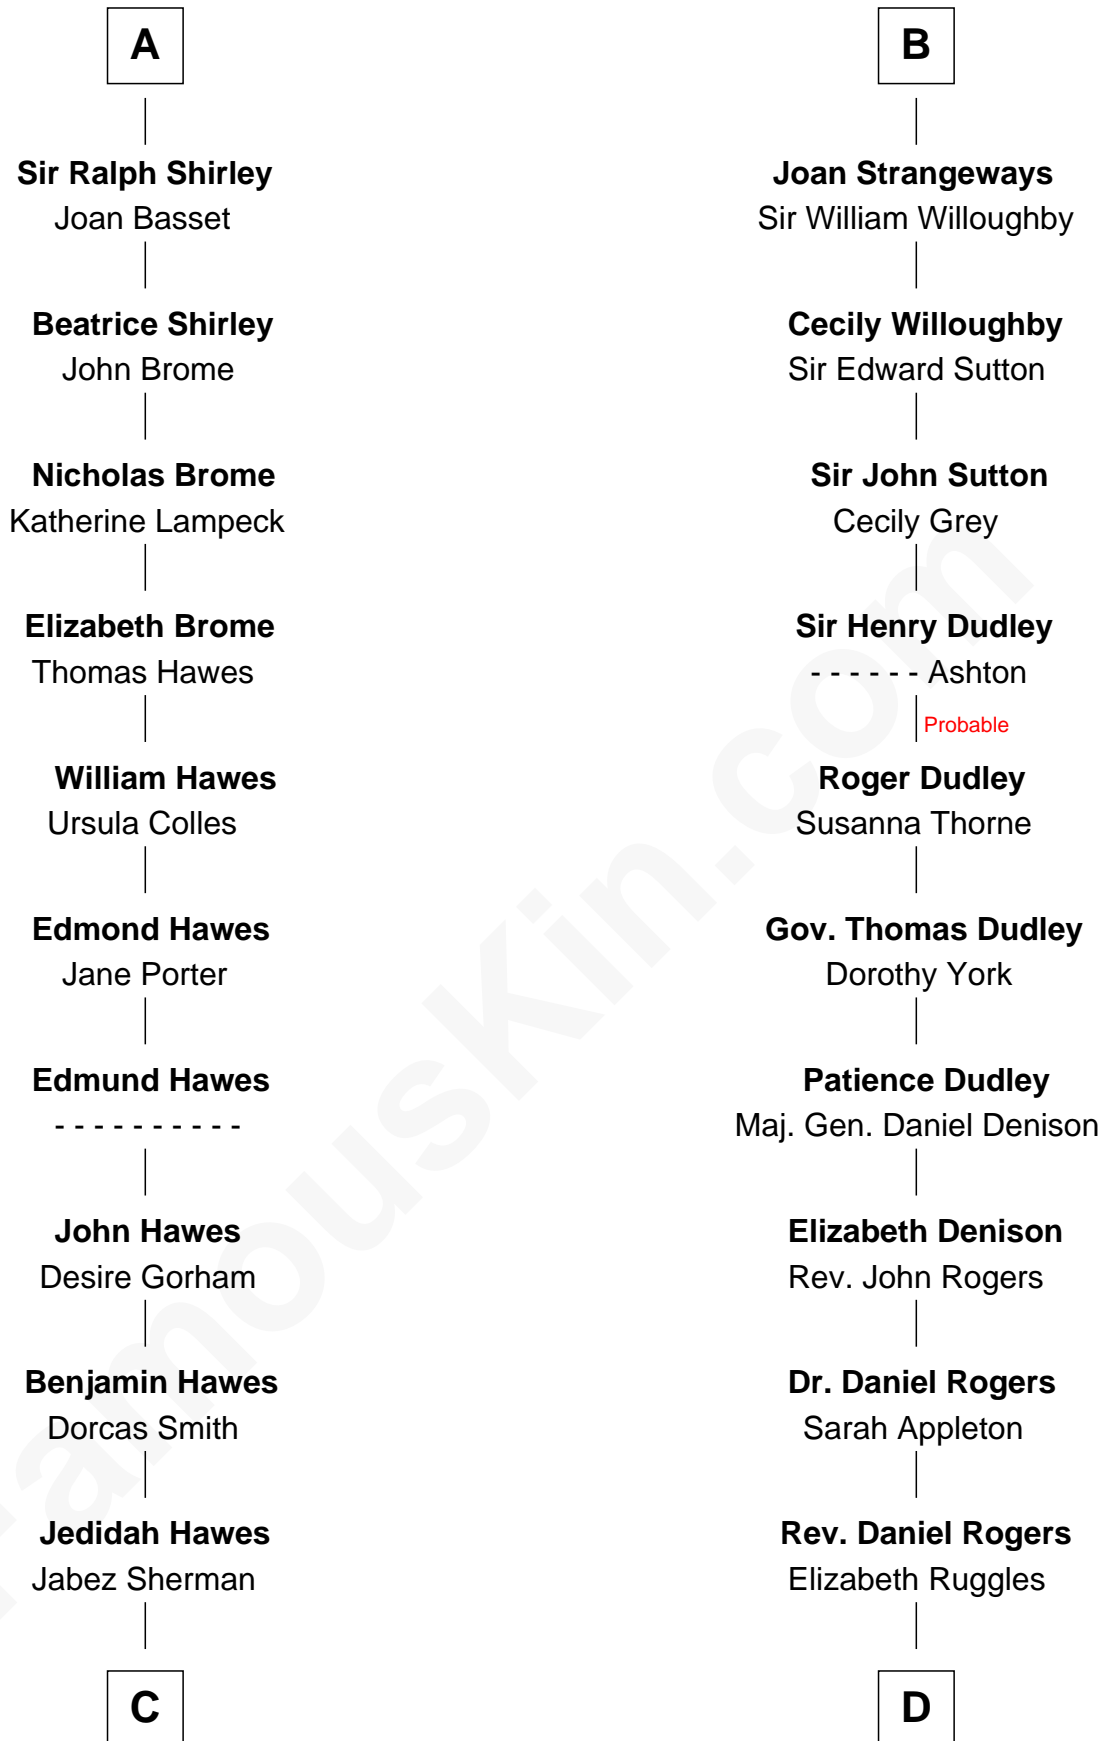 A
Sir Ralph Shirley
Joan Basset
Beatrice Shirley
John Brome
Nicholas Brome
Katherine Lampeck
Elizabeth Brome
Thomas Hawes
William Hawes
Ursula Colles
Edmond Hawes
Jane Porter
Edmund Hawes
- - - - - - - - - -
John Hawes
Desire Gorham
Benjamin Hawes
Dorcas Smith
Jedidah Hawes
Jabez Sherman
C
B
Joan Strangeways
Sir William Willoughby
Cecily Willoughby
Sir Edward Sutton
Sir John Sutton
Cecily Grey
Sir Henry Dudley
- - - - - - Ashton
Probable
Roger Dudley
Susanna Thorne
Gov. Thomas Dudley
Dorothy York
Patience Dudley
Maj. Gen. Daniel Denison
Elizabeth Denison
Rev. John Rogers
Dr. Daniel Rogers
Sarah Appleton
Rev. Daniel Rogers
Elizabeth Ruggles
D
FamousKin.com